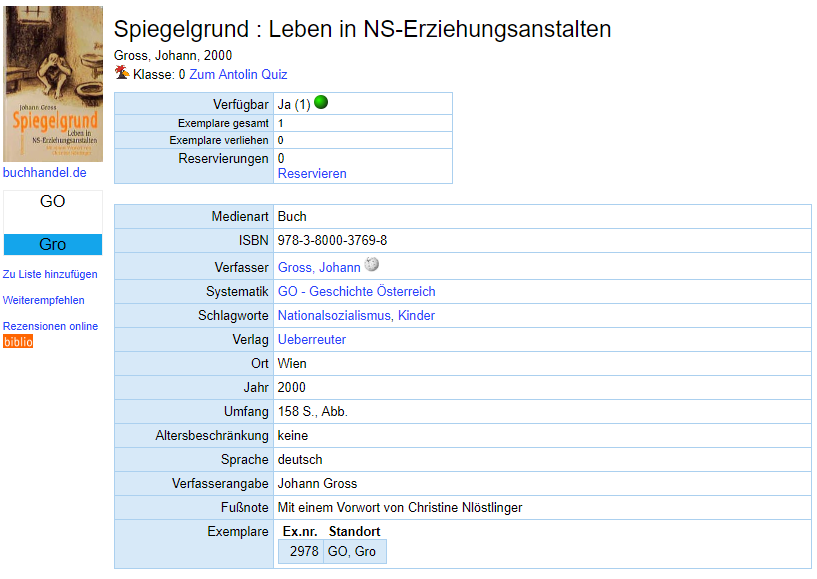 Spiegelgrund : Leben in NS-Erziehungsanstalten
Gross, Johann, 2000
Klasse: 0 Zum Antolin Quiz
Johann Gross
Spiegelgrund
Leben in
NS-Erziehungsanstalten
buchhandel.de
GO
Gro
Zu Liste hinzufügen
Weiterempfehlen
Rezensionen online
biblio
Verfügbar Ja (1)
Exemplare gesamt 1
Exemplare verliehen 0
Reservierungen 0
Reservieren
Medienart Buch
ISBN 978-3-8000-3769-8
Verfasser Gross, Johann
Systematik GO - Geschichte Österreich
Schlagworte Nationalsozialismus, Kinder
Verlag Ueberreuter
Ort Wien
Jahr 2000
Umfang 158 S., Abb.
Altersbeschränkung keine
Sprache deutsch
Verfasserangabe Johann Gross
Fußnote Mit einem Vorwort von Christine Nlöstlinger
Exemplare Ex.nr. Standort
2978 GO, Gro